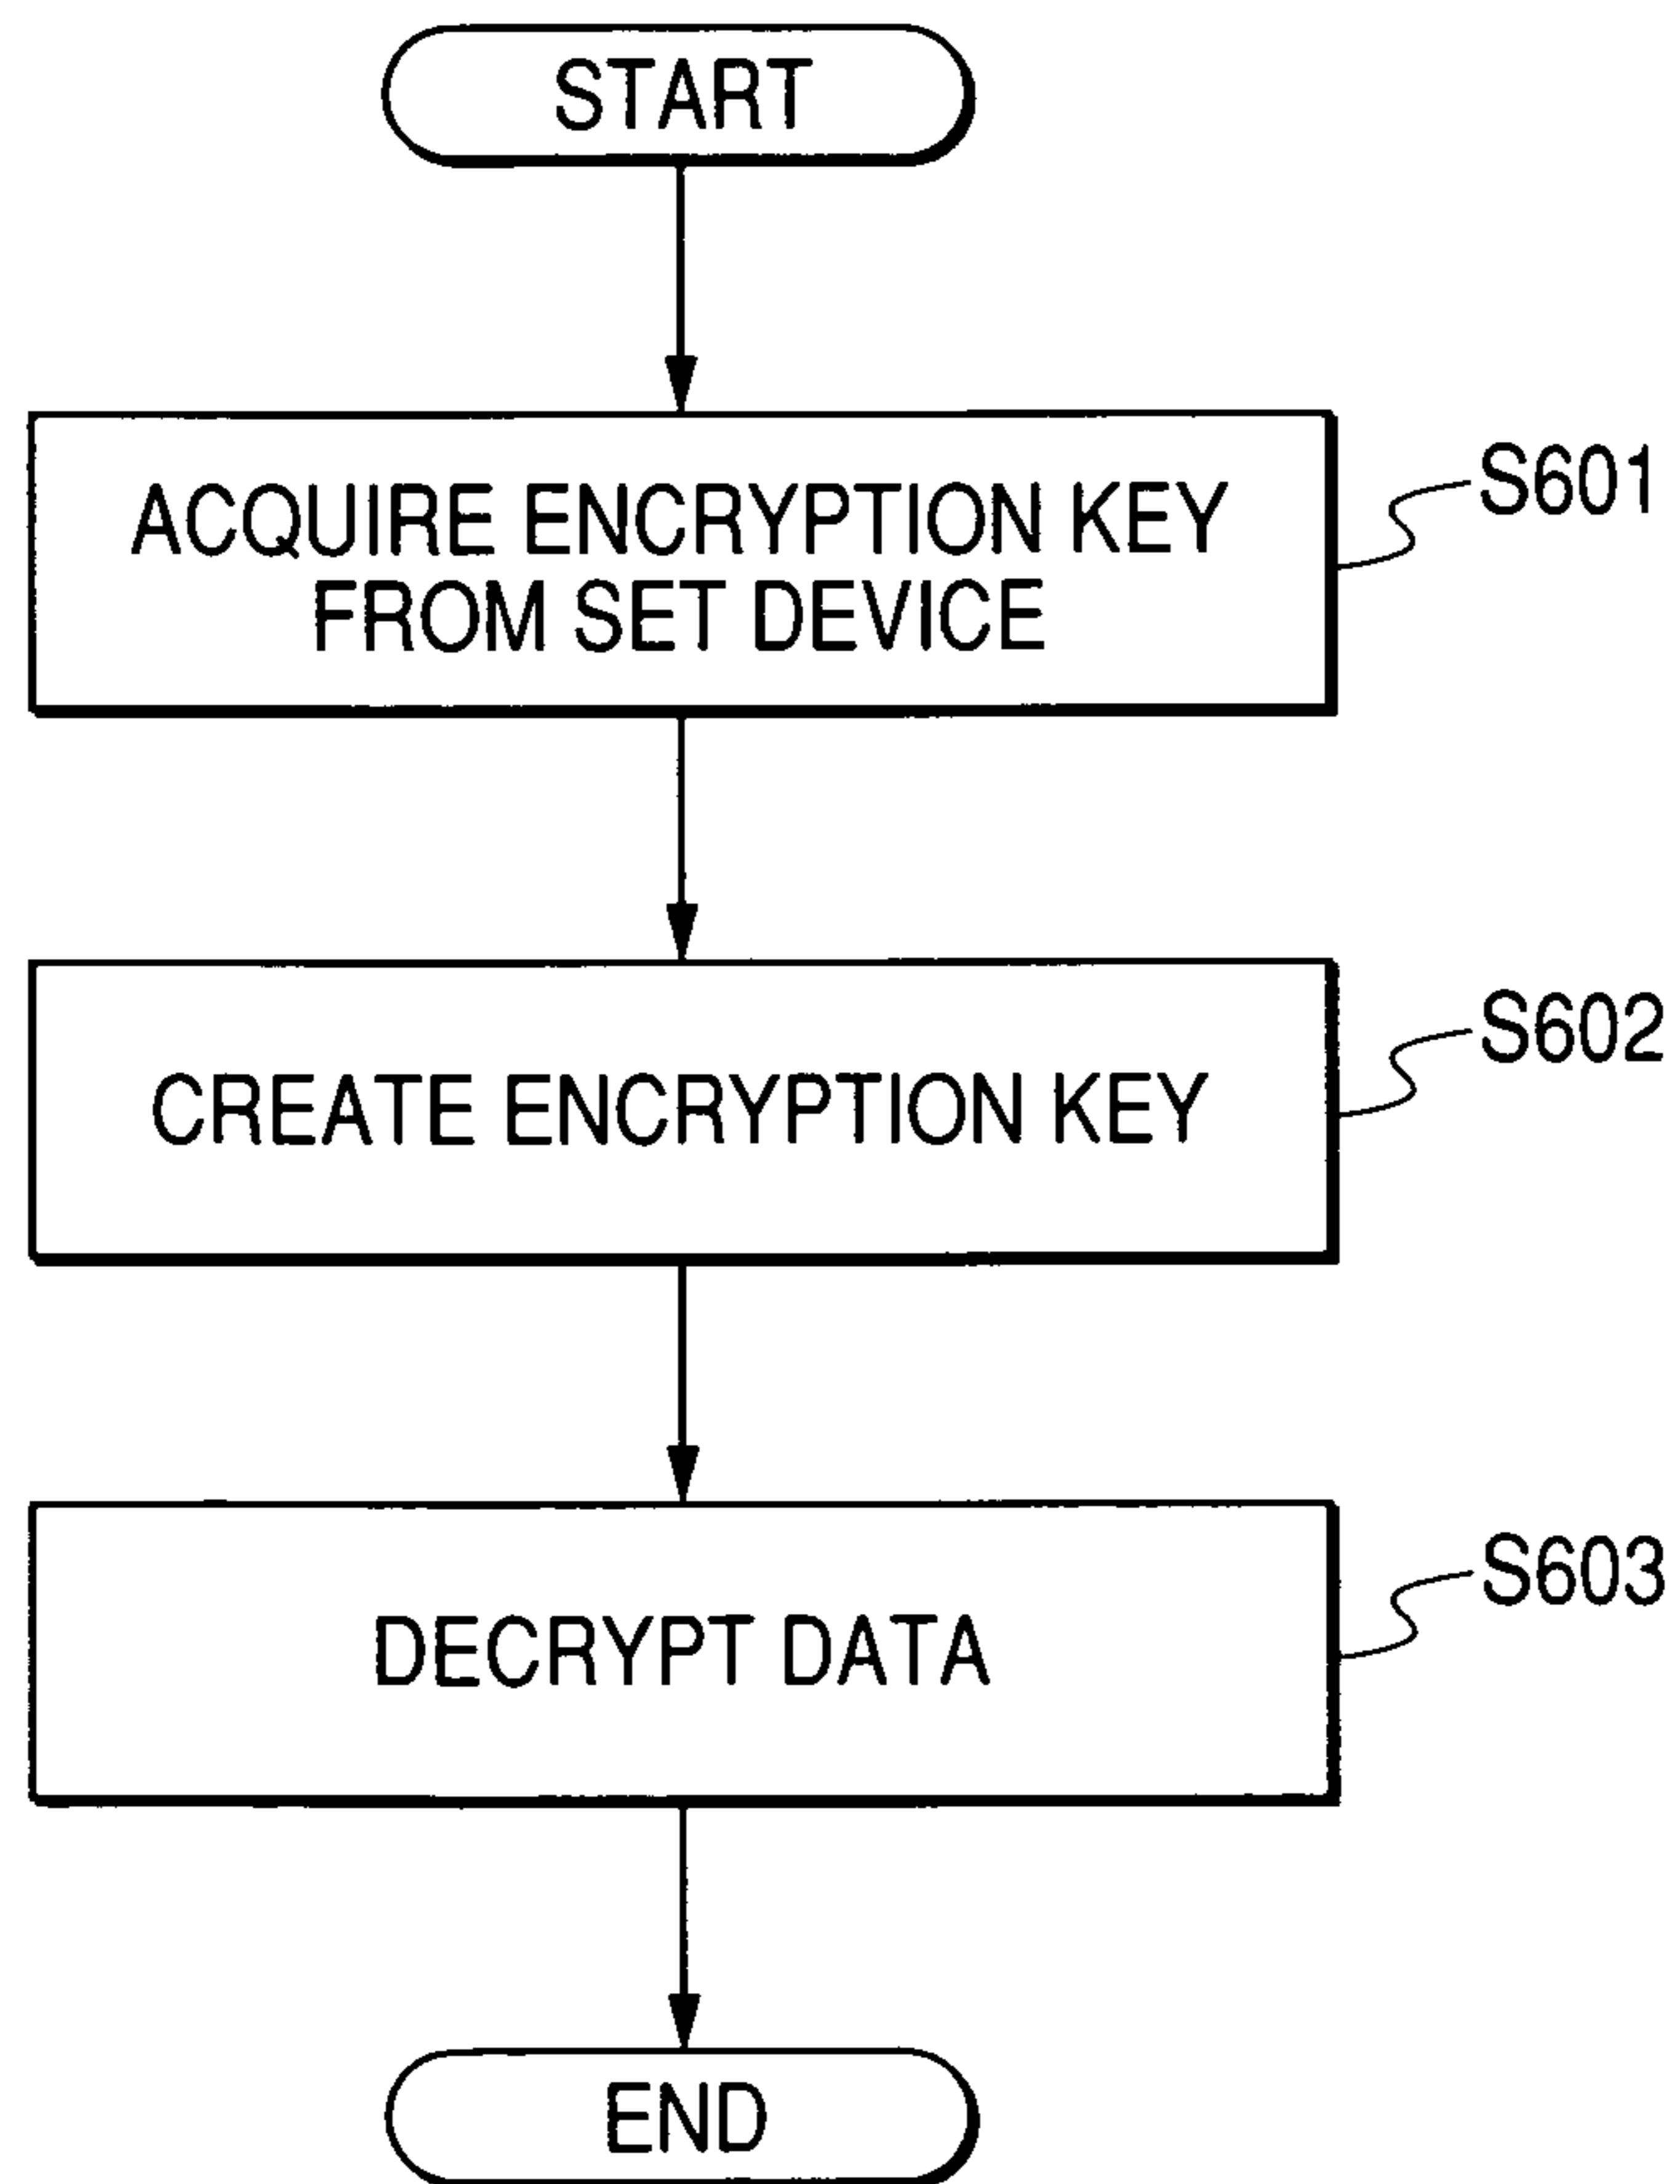 START
ACQUIRE ENCRYPTION KEY
FROM SET DEVICE
S601
CREATE ENCRYPTION KEY
S602
DECRYPT DATA
S603
END